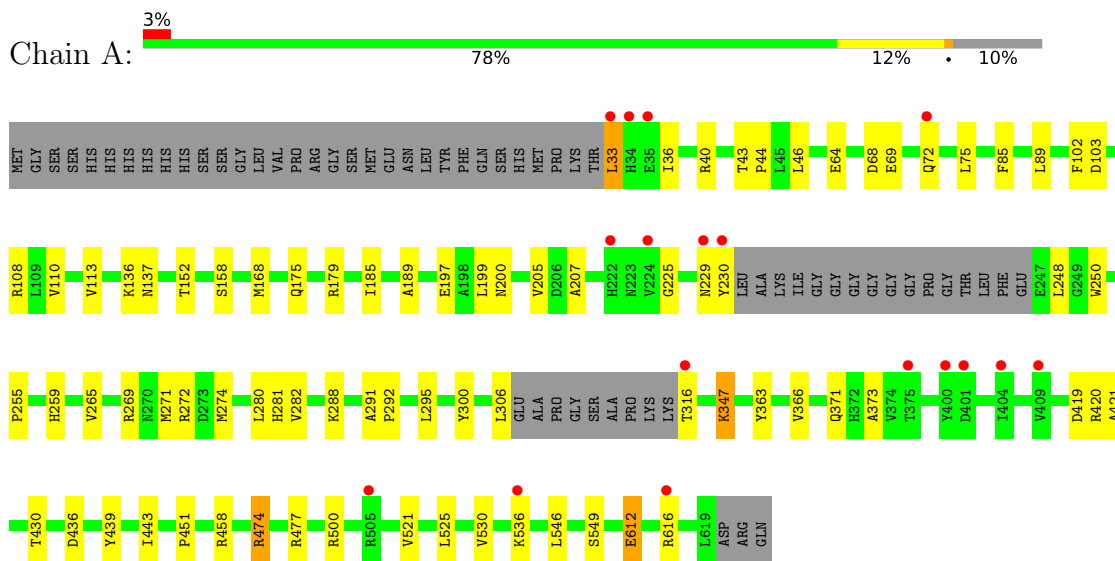 3%
Chain A:
78% 12% • 10%
MET GLY SER SER HIS HIS HIS HIS HIS HIS SER SER GLY LEU VAL PRO ARG GLY SER MET GLU ASN LEU TYR PHE GLN SER HIS MET PRO LYS THR L33 H34 E35 I36 R40 T43 P44 L45 L46 E64 D68 E69 Q72 L75 F85 L89 F102 D103
R108 L109 V110 V113 K136 N137 T152 S158 M168 Q175 R179 I185 A189 E197 A198 L199 N200 V205 D206 A207 H222 N223 V224 G225 N229 Y230 LEU ALA LYS ILE GLY GLY GLY GLY GLY GLY PRO GLY THR LEU PHE GLU E247 L248 G249 W250
P255 H259 V265 R269 N270 M271 R272 D273 M274 L280 H281 V282 K288 A291 P292 L295 Y300 L306 GLU ALA PRO GLY SER ALA PRO LYS LYS T316 K347 Y363 V366 Q371 H372 A373 V374 T375 Y400 D401 I404 V409 D419 R420 A421
T430 D436 Y439 I443 P451 R458 R474 R477 R500 R505 V521 L525 V530 K536 L546 S549 E612 R616 L619 ASP ARG GLN